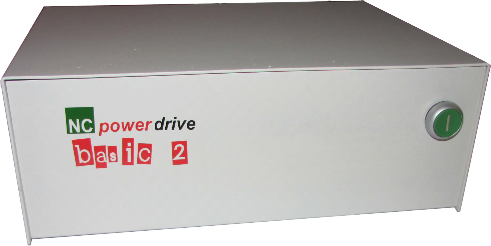 NC power drive
basic 2